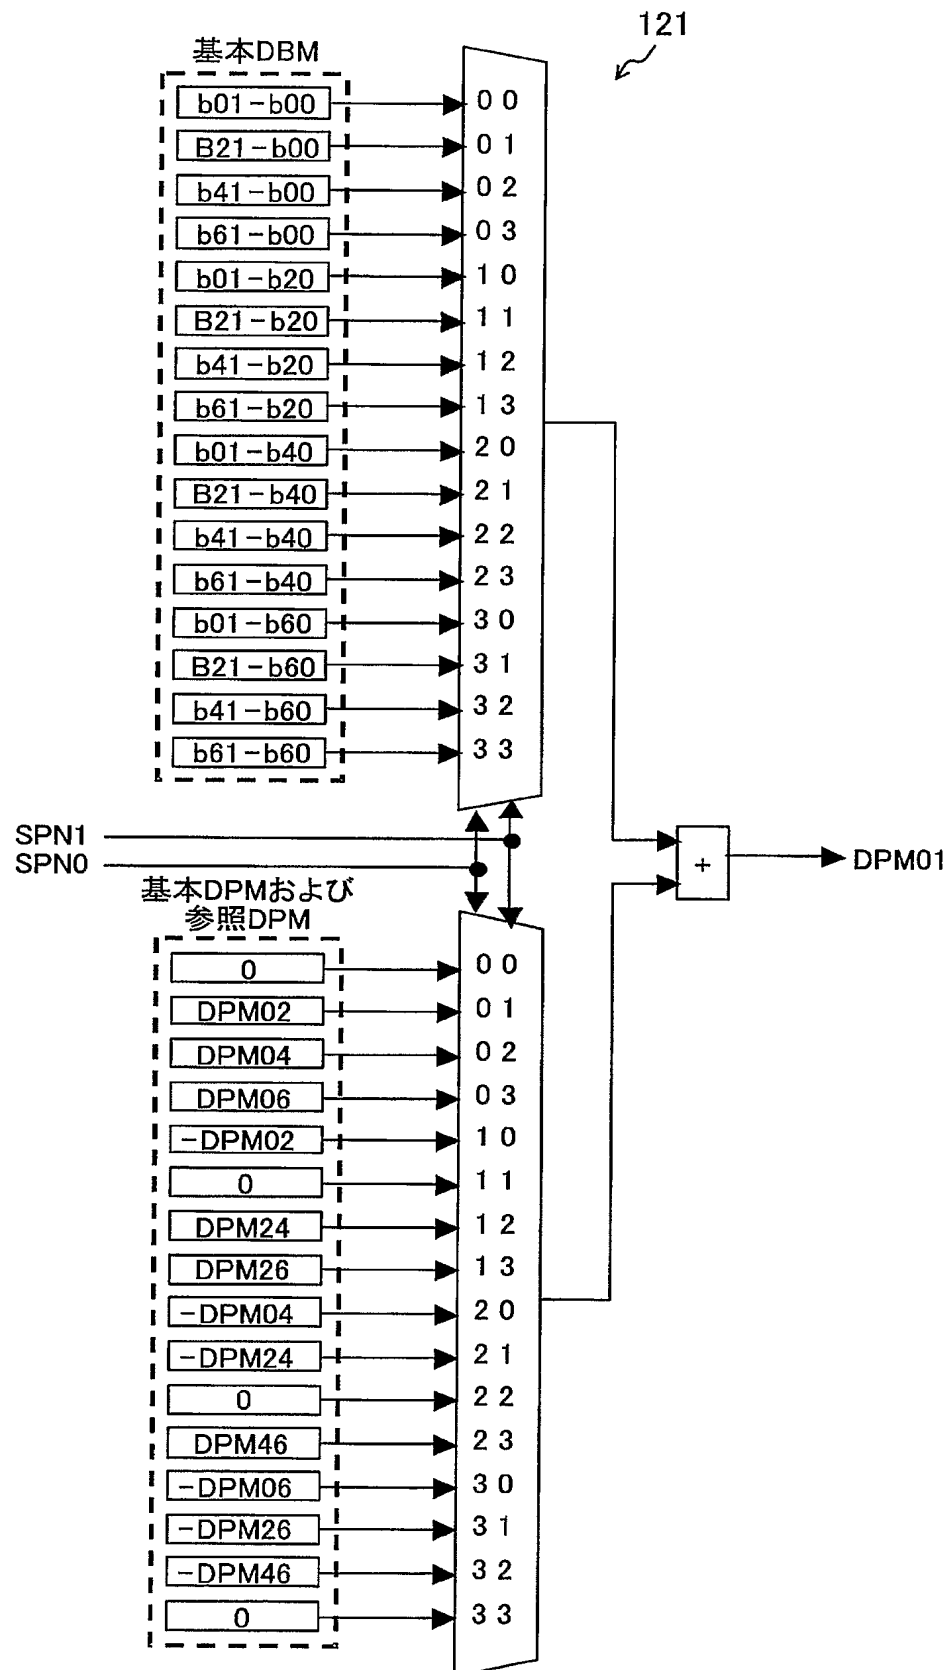 121
基本DBM
b01-b00 00
B21-b00 01
b41-b00 02
b61-b00 03
b01-b20 10
B21-b20 11
b41-b20 12
b61-b20 13
b01-b40 20
B21-b40 21
b41-b40 22
b61-b40 23
b01-b60 30
B21-b60 31
b41-b60 32
b61-b60 33
SPN1
SPN0
+ DPM01
基本DPMおよび
参照DPM
0 00
DPM02 01
DPM04 02
DPM06 03
-DPM02 10
0 11
DPM24 12
DPM26 13
-DPM04 20
-DPM24 21
0 22
DPM46 23
-DPM06 30
-DPM26 31
-DPM46 32
0 33